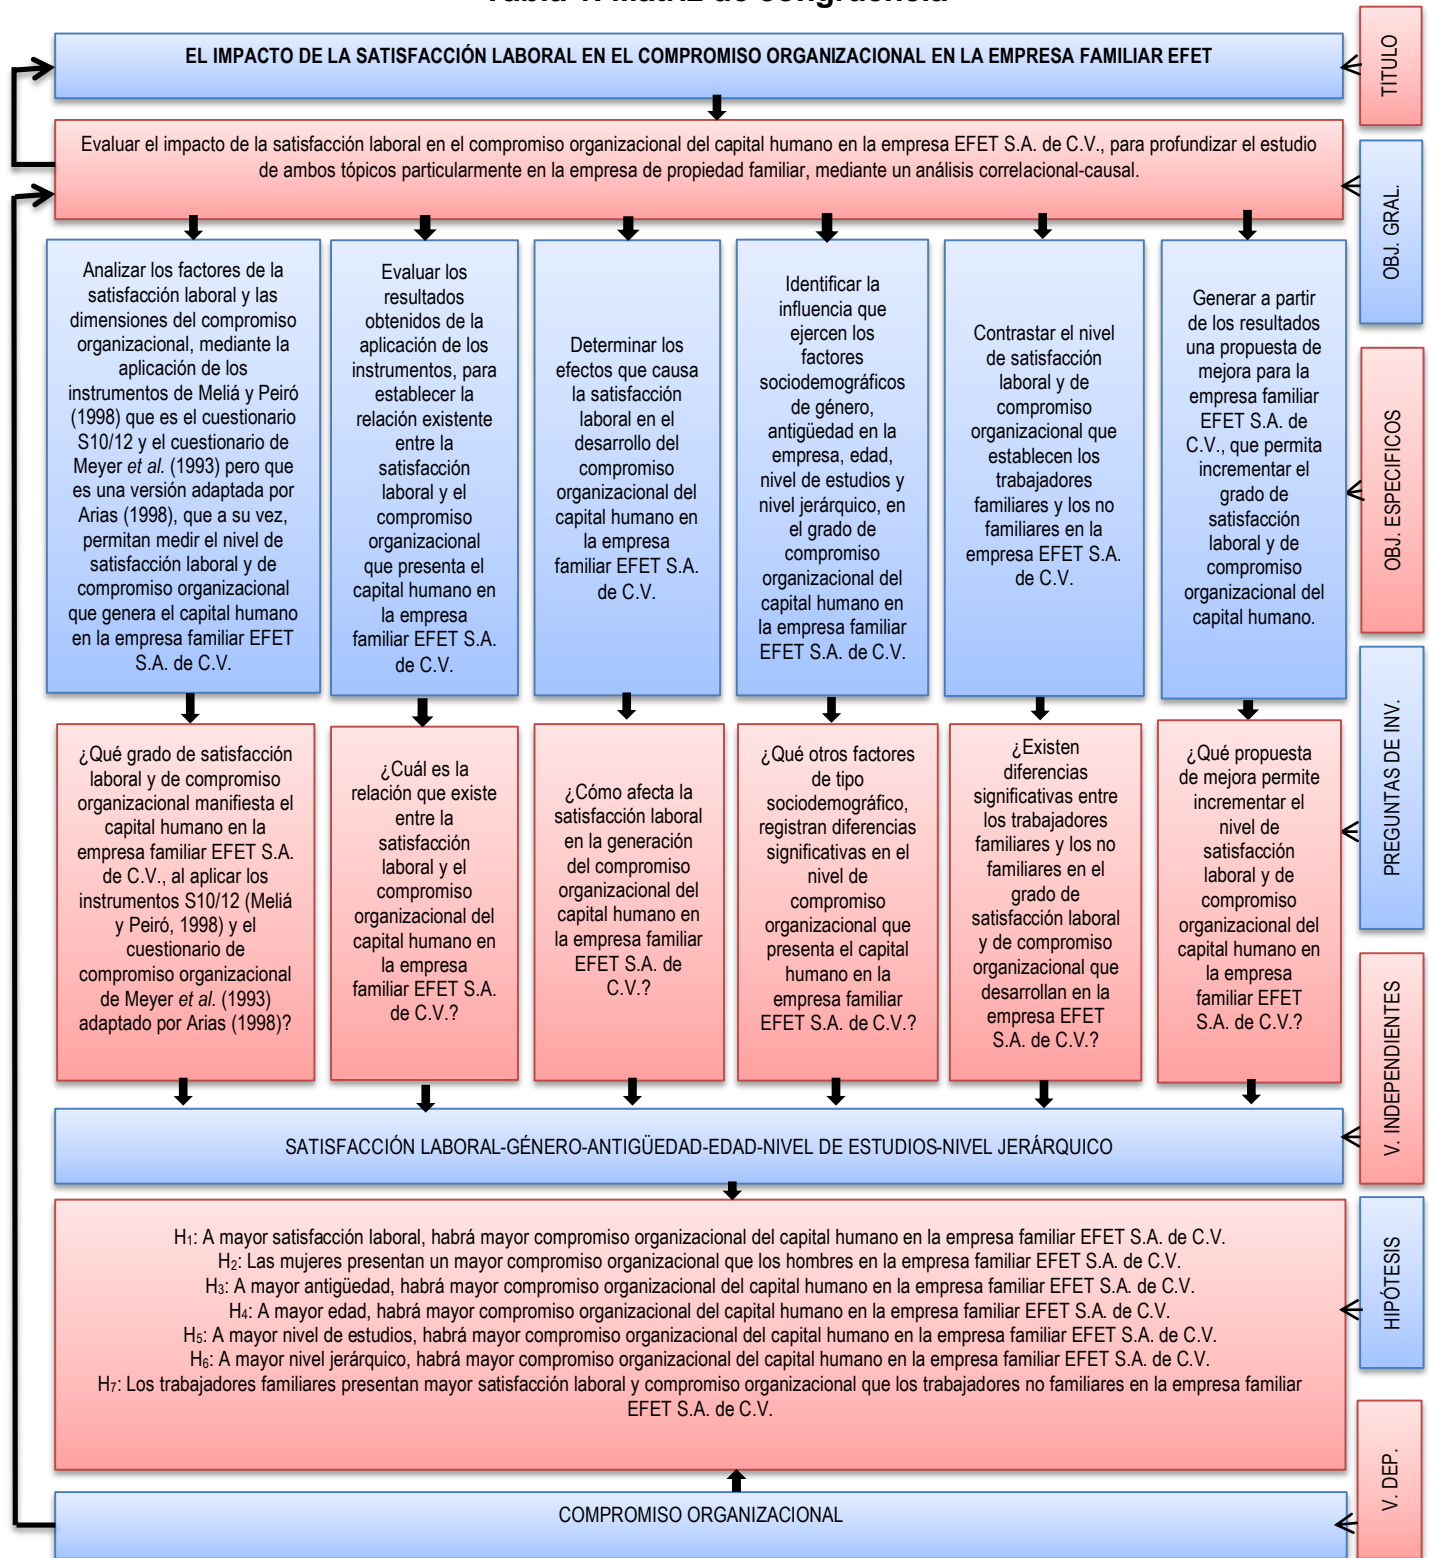 Tabla 1. Matriz de congruencia
EL IMPACTO DE LA SATISFACCIÓN LABORAL EN EL COMPROMISO ORGANIZACIONAL EN LA EMPRESA FAMILIAR EFET
TITULO
Evaluar el impacto de la satisfacción laboral en el compromiso organizacional del capital humano en la empresa EFET S.A. de C.V., para profundizar el estudio
de ambos tópicos particularmente en la empresa de propiedad familiar, mediante un análisis correlacional-causal.
OBJ. GRAL.
Analizar los factores de la
satisfacción laboral y las
dimensiones del compromiso
organizacional, mediante la
aplicación de los
instrumentos de Meliá y Peiró
(1998) que es el cuestionario
S10/12 y el cuestionario de
Meyer et al. (1993) pero que
es una versión adaptada por
Arias (1998), que a su vez,
permitan medir el nivel de
satisfacción laboral y de
compromiso organizacional
que genera el capital humano
en la empresa familiar EFET
S.A. de C.V.
Evaluar los
resultados
obtenidos de la
aplicación de los
instrumentos, para
establecer la
relación existente
entre la
satisfacción
laboral y el
compromiso
organizacional
que presenta el
capital humano en
la empresa
familiar EFET S.A.
de C.V.
Determinar los
efectos que causa
la satisfacción
laboral en el
desarrollo del
compromiso
organizacional del
capital humano en
la empresa
familiar EFET S.A.
de C.V.
Identificar la
influencia que
ejercen los
factores
sociodemográficos
de género,
antigüedad en la
empresa, edad,
nivel de estudios y
nivel jerárquico, en
el grado de
compromiso
organizacional del
capital humano en
la empresa familiar
EFET S.A. de C.V.
Contrastar el nivel
de satisfacción
laboral y de
compromiso
organizacional que
establecen los
trabajadores
familiares y los no
familiares en la
empresa EFET S.A.
de C.V.
Generar a partir
de los resultados
una propuesta de
mejora para la
empresa familiar
EFET S.A. de
C.V., que permita
incrementar el
grado de
satisfacción
laboral y de
compromiso
organizacional del
capital humano.
OBJ. ESPECIFICOS
¿Qué grado de satisfacción
laboral y de compromiso
organizacional manifiesta el
capital humano en la
empresa familiar EFET S.A.
de C.V., al aplicar los
instrumentos S10/12 (Meliá
y Peiró, 1998) y el
cuestionario de
compromiso organizacional
de Meyer et al. (1993)
adaptado por Arias (1998)?
¿Cuál es la
relación que existe
entre la
satisfacción
laboral y el
compromiso
organizacional del
capital humano en
la empresa
familiar EFET S.A.
de C.V.?
¿Cómo afecta la
satisfacción laboral
en la generación
del compromiso
organizacional del
capital humano en
la empresa familiar
EFET S.A. de
C.V.?
¿Qué otros factores
de tipo
sociodemográfico,
registran diferencias
significativas en el
nivel de
compromiso
organizacional que
presenta el capital
humano en la
empresa familiar
EFET S.A. de C.V.?
¿Existen
diferencias
significativas entre
los trabajadores
familiares y los no
familiares en el
grado de
satisfacción laboral
y de compromiso
organizacional que
desarrollan en la
empresa EFET
S.A. de C.V.?
¿Qué propuesta
de mejora permite
incrementar el
nivel de
satisfacción
laboral y de
compromiso
organizacional del
capital humano en
la empresa
familiar EFET
S.A. de C.V.?
PREGUNTAS DE INV.
SATISFACCIÓN LABORAL-GÉNERO-ANTIGÜEDAD-EDAD-NIVEL DE ESTUDIOS-NIVEL JERÁRQUICO
V. INDEPENDIENTES
H₁: A mayor satisfacción laboral, habrá mayor compromiso organizacional del capital humano en la empresa familiar EFET S.A. de C.V.
H₂: Las mujeres presentan un mayor compromiso organizacional que los hombres en la empresa familiar EFET S.A. de C.V.
H₃: A mayor antigüedad, habrá mayor compromiso organizacional del capital humano en la empresa familiar EFET S.A. de C.V.
H₄: A mayor edad, habrá mayor compromiso organizacional del capital humano en la empresa familiar EFET S.A. de C.V.
H₅: A mayor nivel de estudios, habrá mayor compromiso organizacional del capital humano en la empresa familiar EFET S.A. de C.V.
H₆: A mayor nivel jerárquico, habrá mayor compromiso organizacional del capital humano en la empresa familiar EFET S.A. de C.V.
H₇: Los trabajadores familiares presentan mayor satisfacción laboral y compromiso organizacional que los trabajadores no familiares en la empresa familiar
EFET S.A. de C.V.
HIPÓTESIS
COMPROMISO ORGANIZACIONAL
V. DEP.